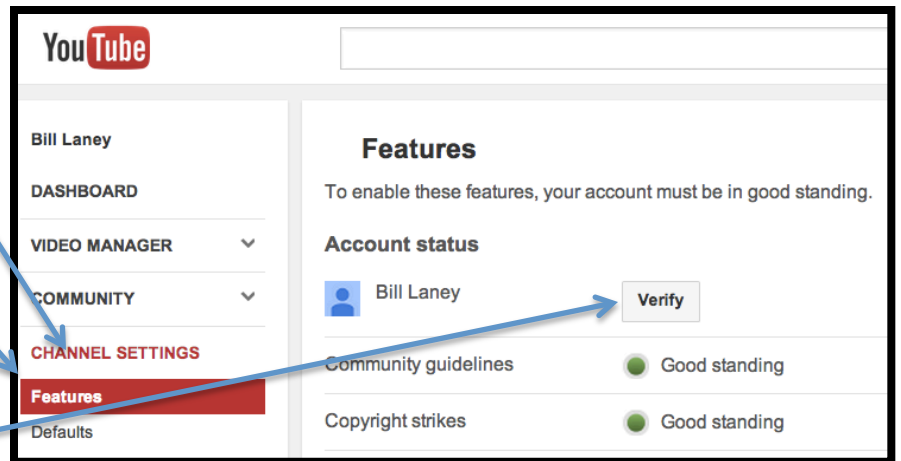 YouTube
Bill Laney
DASHBOARD
VIDEO MANAGER
COMMUNITY
CHANNEL SETTINGS
Features
Defaults
Features
To enable these features, your account must be in good standing.
Account status
Bill Laney Verify
Community guidelines Good standing
Copyright strikes Good standing